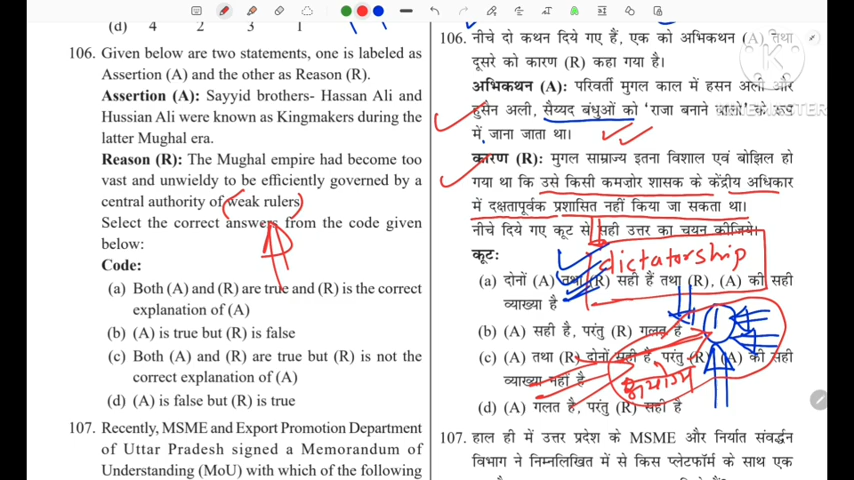 (d) 4 2 3 1
106. Given below are two statements, one is labeled as
Assertion (A) and the other as Reason (R).
Assertion (A): Sayyid brothers- Hassan Ali and
Hussian Ali were known as Kingmakers during the
latter Mughal era.
Reason (R): The Mughal empire had become too
vast and unwieldy to be efficiently governed by a
central authority of weak rulers)
Select the correct answers from the code given
below:
Code:
(a) Both (A) and (R) are true and (R) is the correct
explanation of (A)
(b) (A) is true but (R) is false
(c) Both (A) and (R) are true but (R) is not the
correct explanation of (A)
(d) (A) is false but (R) is true
107. Recently, MSME and Export Promotion Department
of Uttar Pradesh signed a Memorandum of
Understanding (MoU) with which of the following
106. नीचे दो कथन दिये गए हैं, एक को अभिकथन (A) तथा
दूसरे को कारण (R) कहा गया है।
अभिकथन (A): परिवर्ती मुगल काल में हसन अली और
हुसैन अली, सैय्यद बंधुओं को 'राजा बनाने वालो' के रूप
में, जाना जाता था।
कारण (R): मुगल साम्राज्य इतना विशाल एवं बोझिल हो
गया था कि उसे किसी कमज़ोर शासक के केंद्रीय अधिकार
में दक्षतापूर्वक प्रशासित नहीं किया जा सकता था।
नीचे दिये गए कूट से सही उत्तर का चयन कीजिये।
कूटः
dictatorship
(a) दोनों (A) तथा (R) सही हैं तथा (R), (A) की सही
व्याख्या है
(b) (A) सही है, परंतु (R) गलत है
1
(c) (A) तथा (R) दोनों सही है, परंतु (R) (A) की सही
व्याख्या नहीं है
अयोग्य
(d) (A) गलत है, परंतु (R) सही है
107. हाल ही में उत्तर प्रदेश के MSME और निर्यात संवर्द्धन
विभाग ने निम्नलिखित में से किस प्लेटफॉर्म के साथ एक